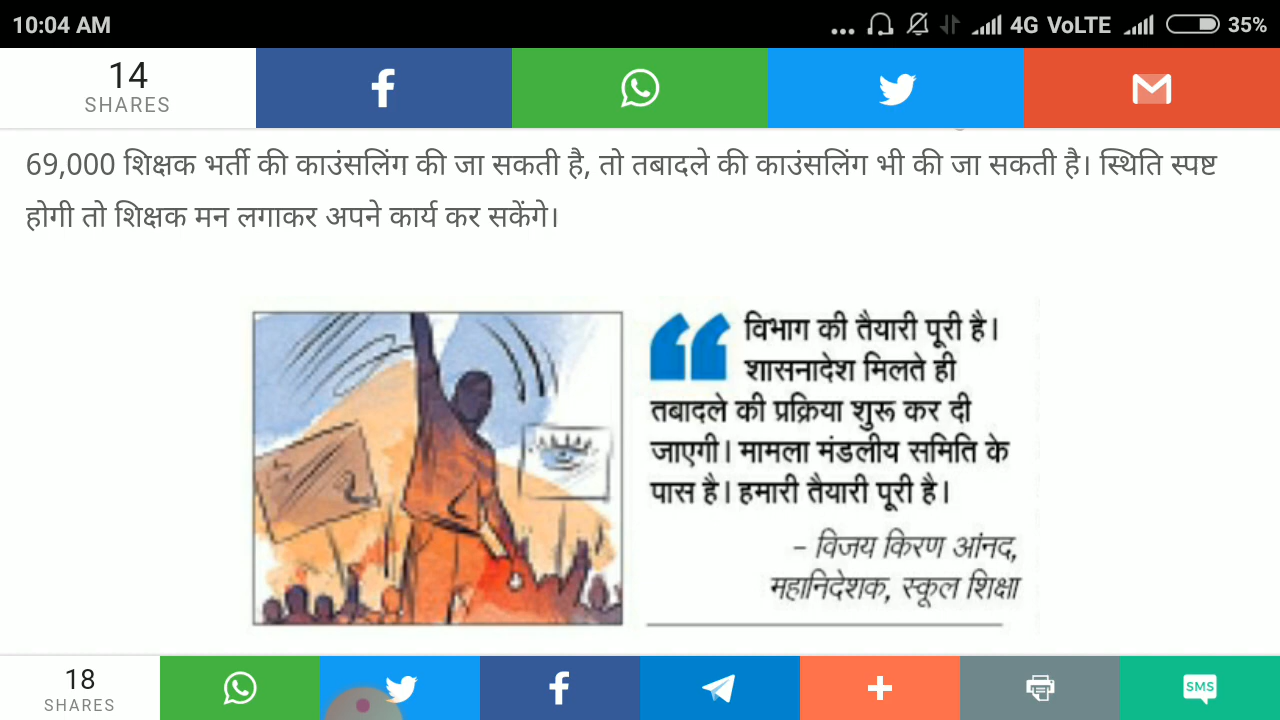 10:04 AM
4G VoLTE 35%
14
SHARES
69,000 शिक्षक भर्ती की काउंसलिंग की जा सकती है, तो तबादले की काउंसलिंग भी की जा सकती है। स्थिति स्पष्ट
होगी तो शिक्षक मन लगाकर अपने कार्य कर सकेंगे।
विभाग की तैयारी पूरी है।
शासनादेश मिलते ही
तबादले की प्रक्रिया शुरू कर दी
जाएगी। मामला मंडलीय समिति के
पास है। हमारी तैयारी पूरी है।
– विजय किरण आंनद,
महानिदेशक, स्कूल शिक्षा
18
SHARES
SMS